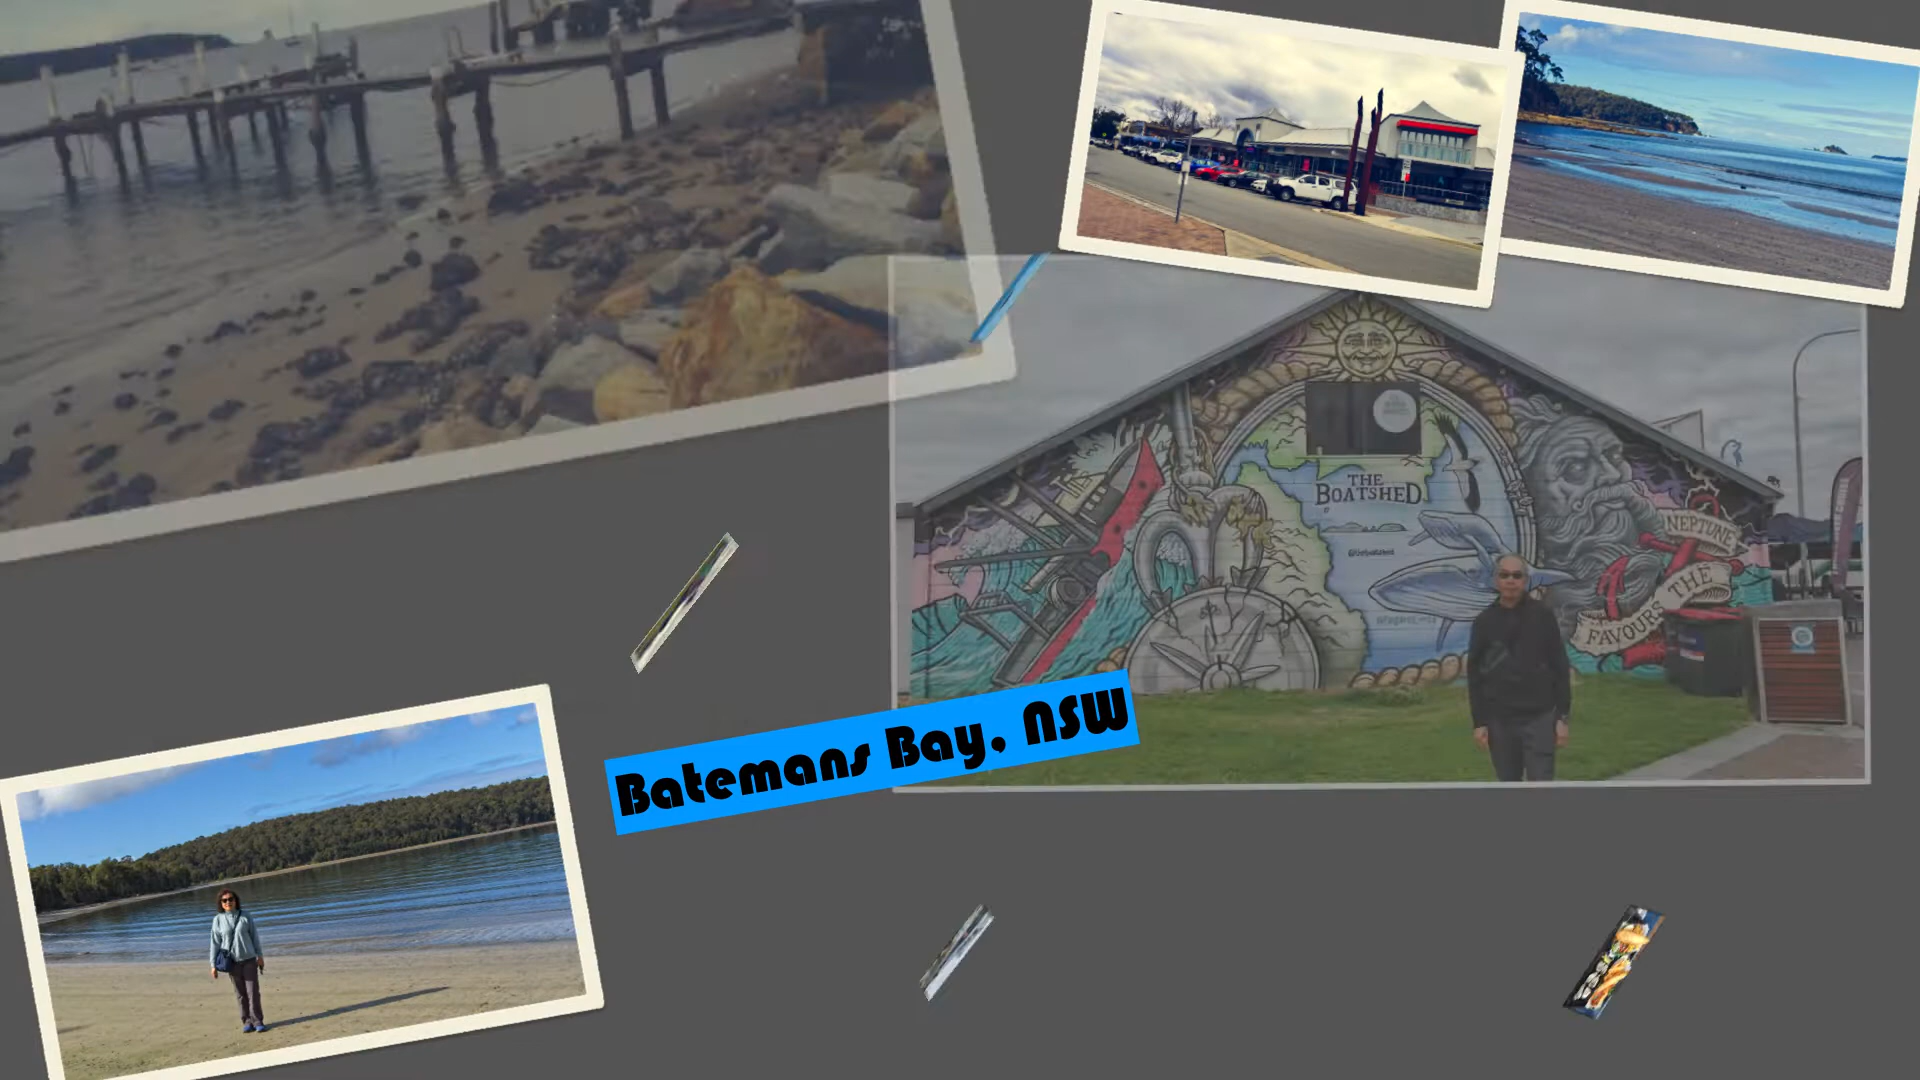 THE
BOATSHED
NEPTUNE
FAVOURS THE
Batemans Bay, NSW